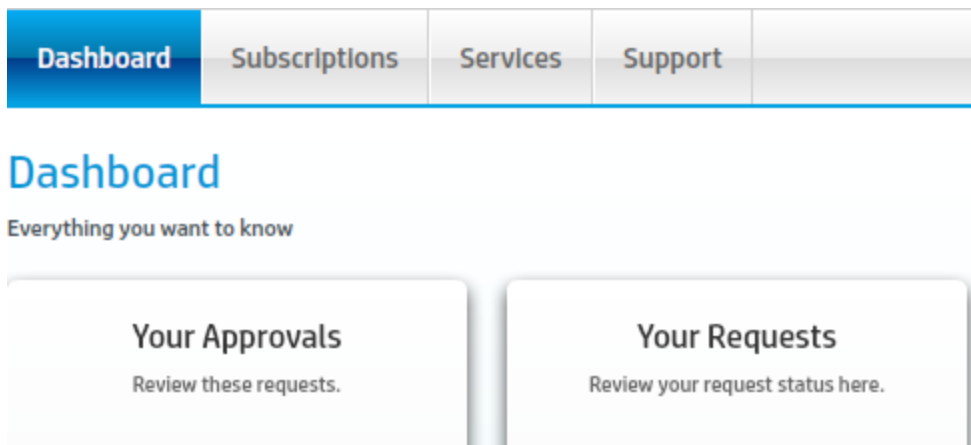 Dashboard Subscriptions Services Support
Dashboard
Everything you want to know
Your Approvals
Review these requests.
Your Requests
Review your request status here.